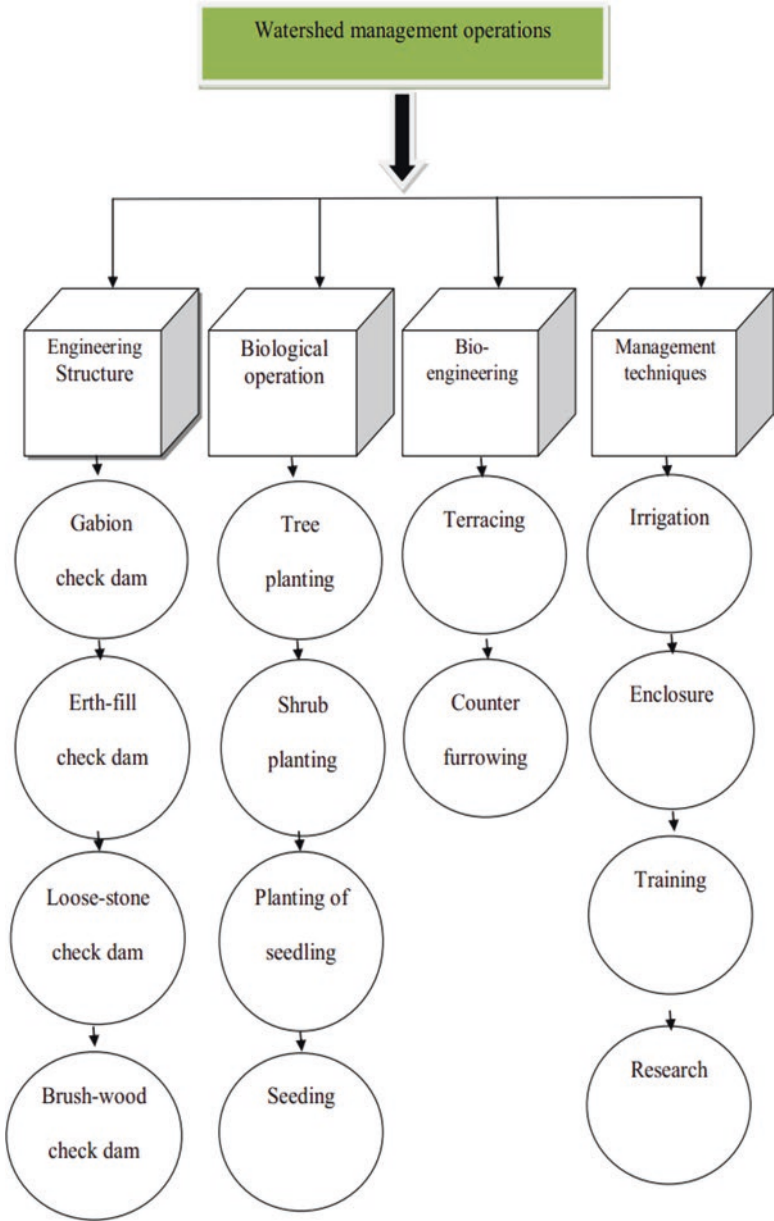 Watershed management operations
Engineering
Structure
Biological
operation
Bio-
engineering
Management
techniques
Gabion
check dam
Tree
planting
Terracing
Irrigation
Erth-fill
check dam
Shrub
planting
Counter
furrowing
Enclosure
Loose-stone
check dam
Planting of
seedling
Training
Brush-wood
check dam
Seeding
Research